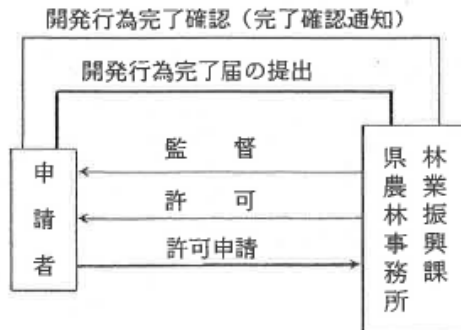 開発行為完了確認（完了確認通知）
開発行為完了届の提出
監督
許可
許可申請
申請者
林業振興課
県農林事務所